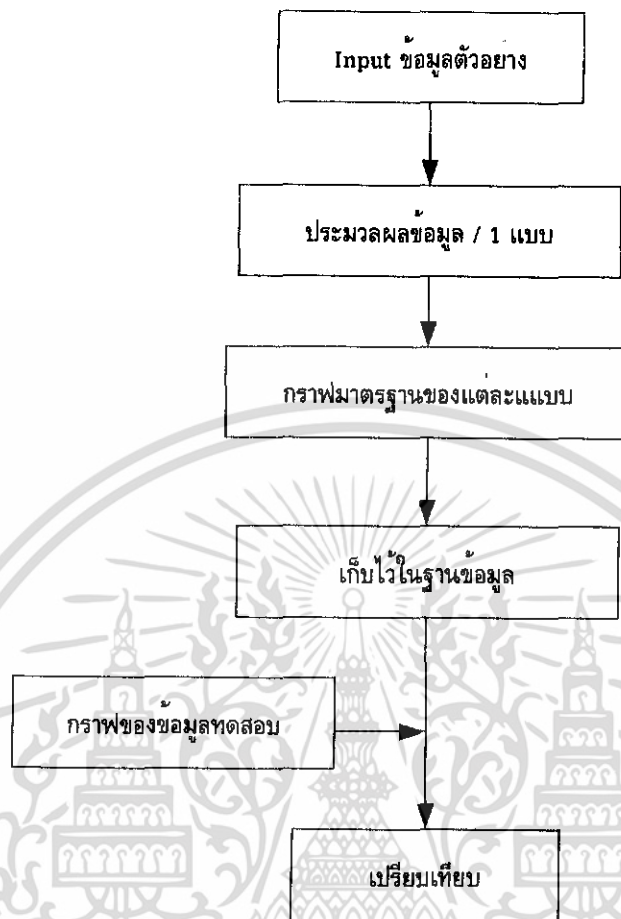 Input ข้อมูลตัวอย่าง
ประมวลผลข้อมูล / 1 แบบ
กราฟมาตรฐานของแต่ละแแบบ
เก็บไว้ในฐานข้อมูล
กราฟของข้อมูลทดสอบ
เปรียบเทียบ